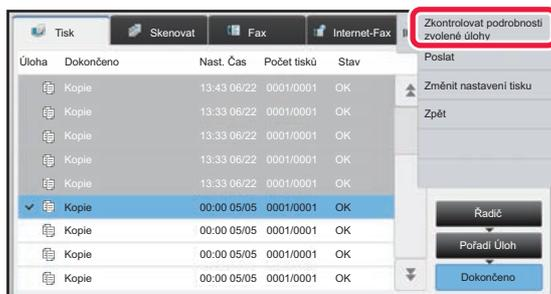 Tisk Skenovat Fax Internet-Fax
Zkontrolovat podrobnosti
zvolené úlohy
Poslat
Změnit nastavení tisku
Zpět
Úloha Dokončeno Nast. Čas Počet tisků Stav
Kopie 13:43 06/22 0001/0001 OK
Kopie 13:33 06/22 0001/0001 OK
Kopie 13:33 06/22 0001/0001 OK
Kopie 13:33 06/22 0001/0001 OK
Kopie 13:33 06/22 0001/0001 OK
Kopie 00:00 05/05 0001/0001 OK
Kopie 00:00 05/05 0001/0001 OK
Kopie 00:00 05/05 0001/0001 OK
Kopie 00:00 05/05 0001/0001 OK
Řadič
Pořadí Úloh
Dokončeno